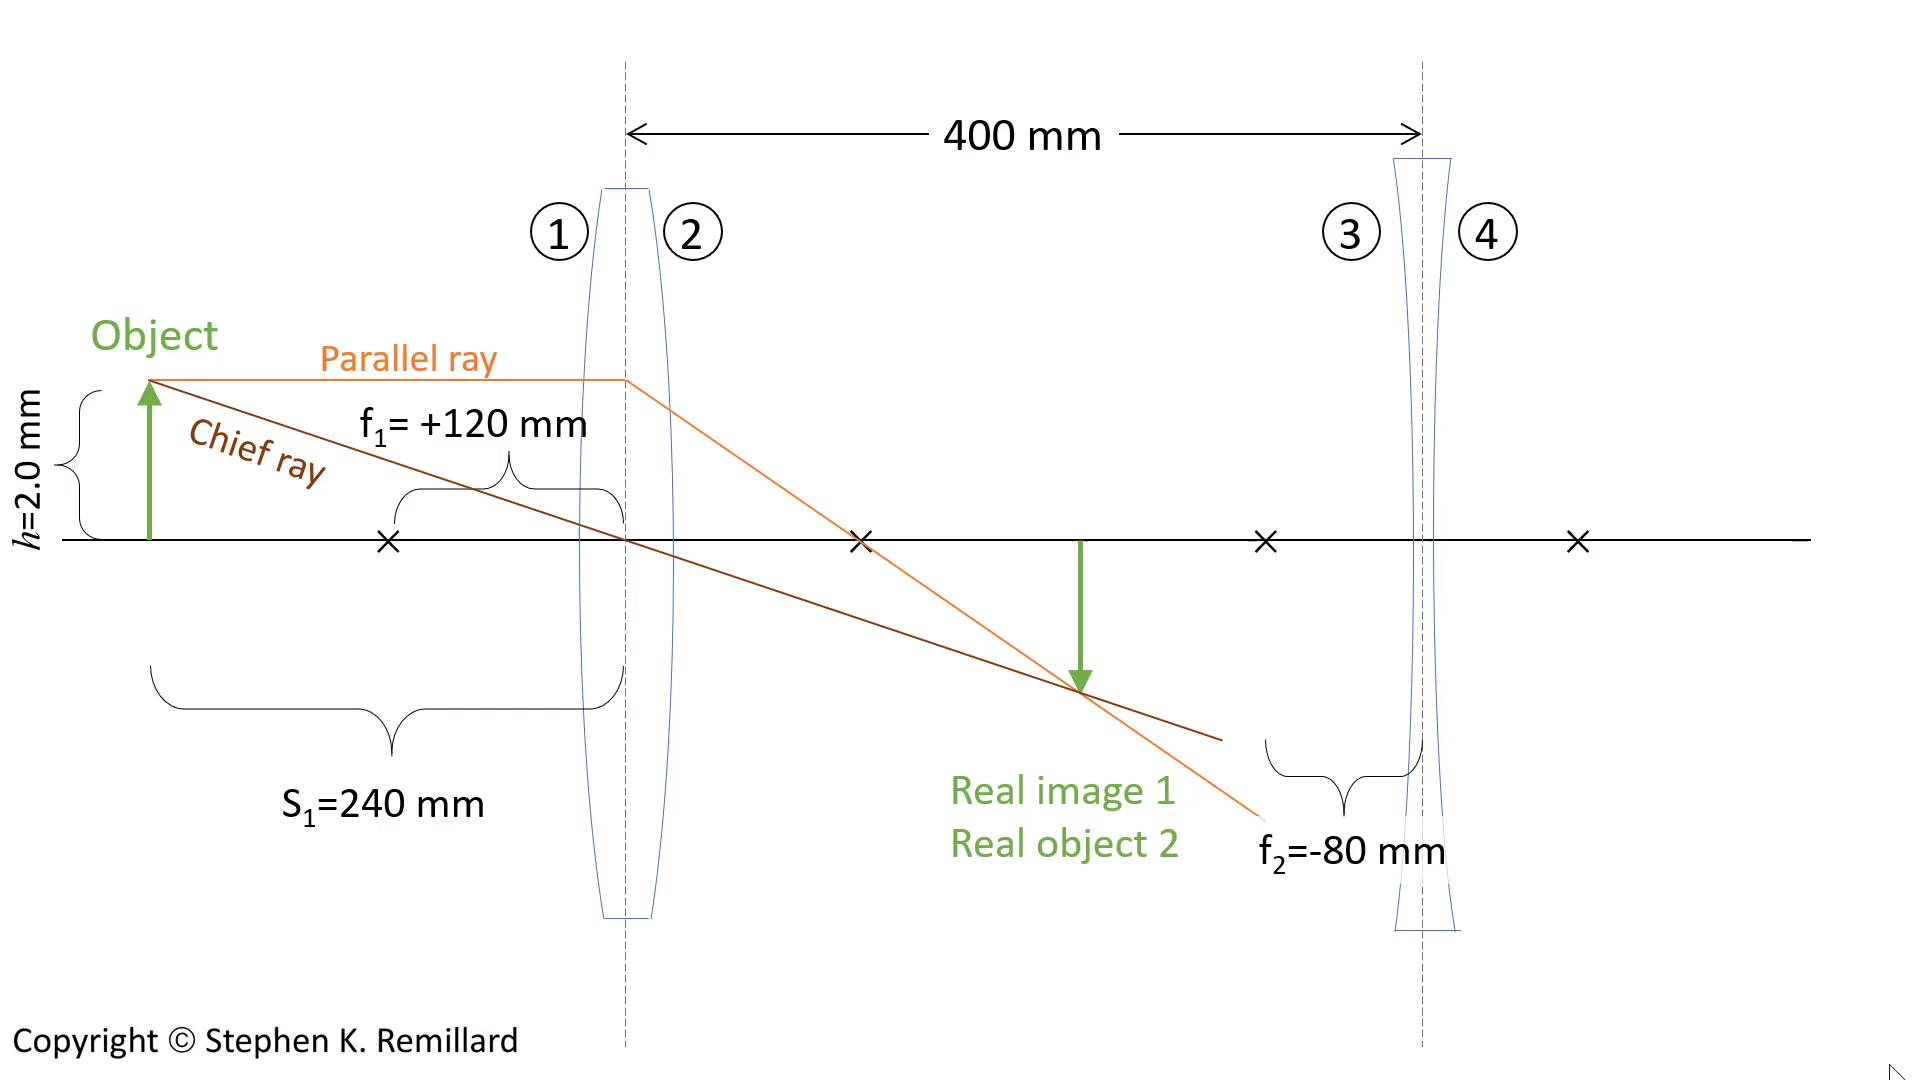 400 mm
① ② ③ ④
Object
Parallel ray
f₁= +120 mm
Chief ray
h=2.0 mm
S₁=240 mm
Real image 1
Real object 2
f₂=-80 mm
Copyright © Stephen K. Remillard